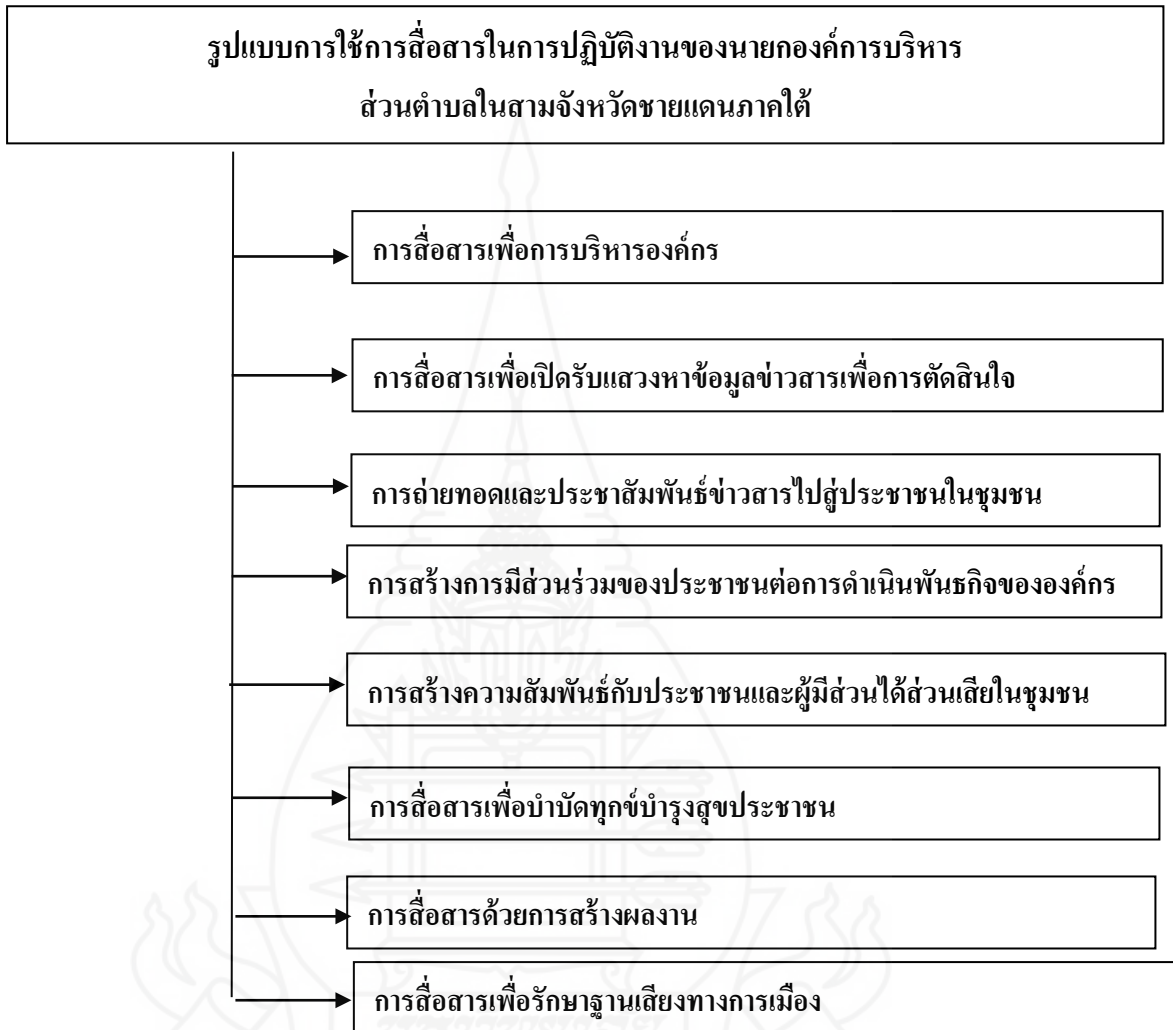 รูปแบบการใช้การสื่อสารในการปฏิบัติงานของนายกองค์การบริหาร
ส่วนตำบลในสามจังหวัดชายแดนภาคใต้
การสื่อสารเพื่อการบริหารองค์กร
การสื่อสารเพื่อเปิดรับแสวงหาข้อมูลข่าวสารเพื่อการตัดสินใจ
การถ่ายทอดและประชาสัมพันธ์ข่าวสารไปสู่ประชาชนในชุมชน
การสร้างการมีส่วนร่วมของประชาชนต่อการดำเนินพันธกิจขององค์กร
การสร้างความสัมพันธ์กับประชาชนและผู้มีส่วนได้ส่วนเสียในชุมชน
การสื่อสารเพื่อบำบัดทุกข์บำรุงสุขประชาชน
การสื่อสารด้วยการสร้างผลงาน
การสื่อสารเพื่อรักษาฐานเสียงทางการเมือง